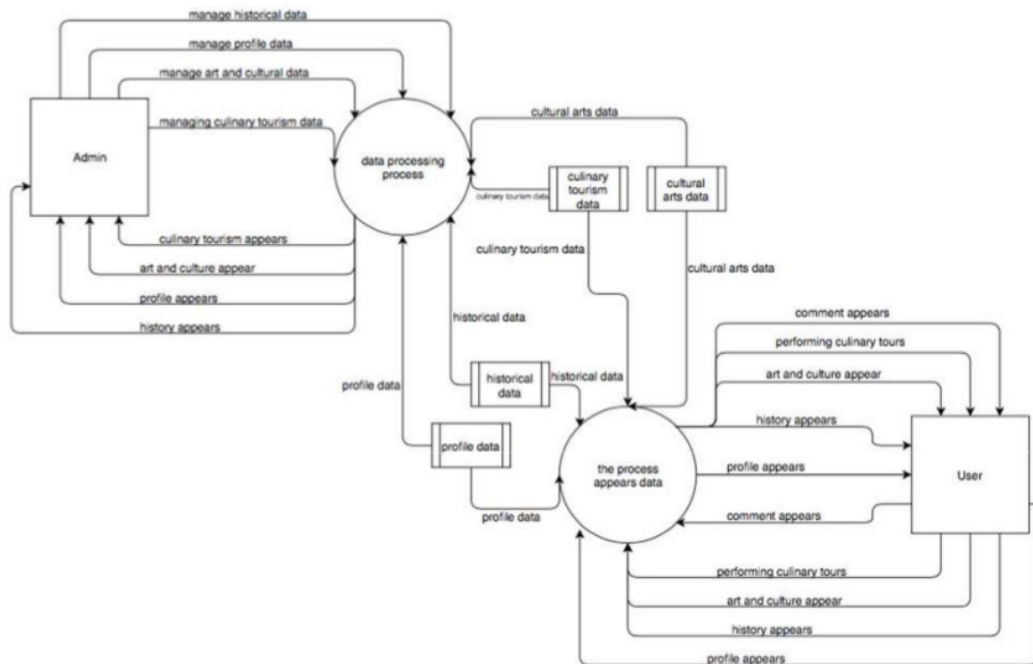 manage historical data
manage profile data
manage art and cultural data
managing culinary tourism data
Admin
data processing
process
cultural arts data
culinary
tourism
data
cultural
arts data
culinary tourism data
culinary tourism data
cultural arts data
culinary tourism appears
art and culture appear
profile appears
history appears
historical data
profile data
historical
data
historical data
profile data
profile data
the process
appears data
comment appears
performing culinary tours
art and culture appear
history appears
profile appears
User
comment appears
performing culinary tours
art and culture appear
history appears
profile appears